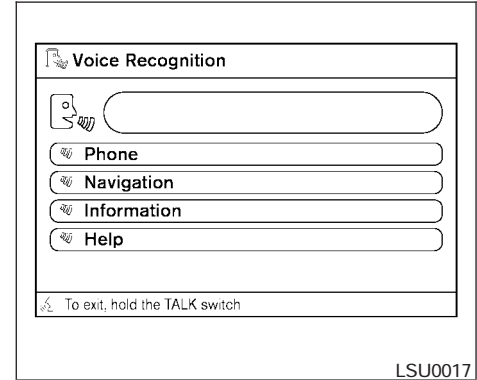 Voice Recognition
Phone
Navigation
Information
Help
To exit, hold the TALK switch
LSU0017